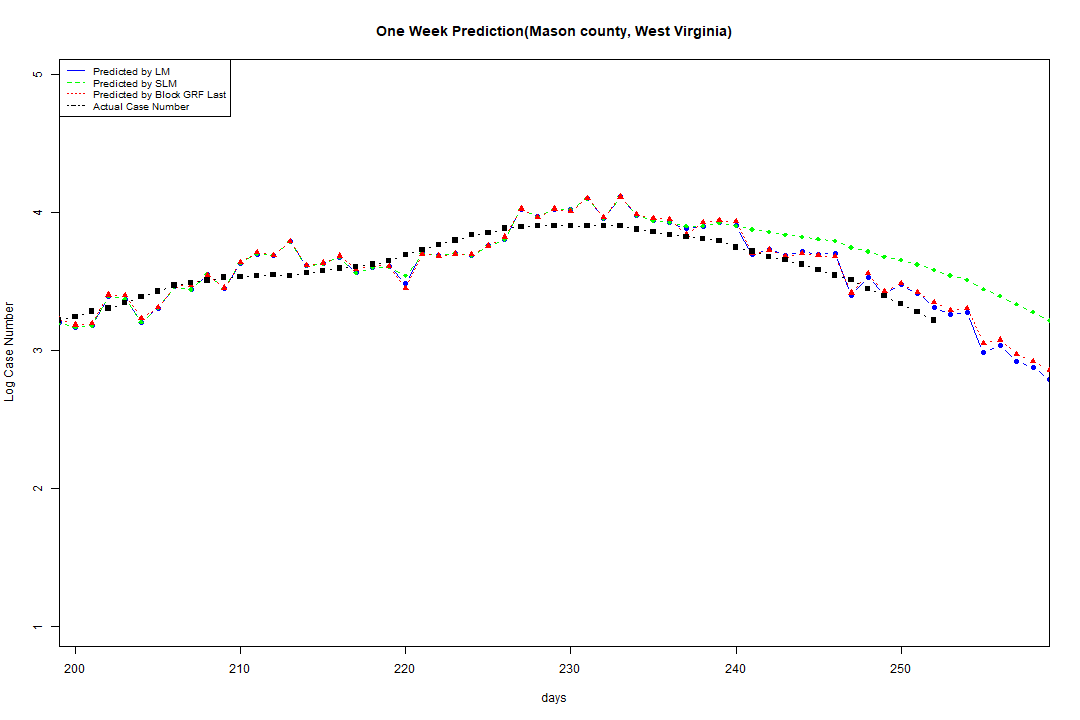 One Week Prediction(Mason county, West Virginia)
Predicted by LM
Predicted by SLM
Predicted by Block GRF Last
Actual Case Number
5
4
3
2
1
Log Case Number
200 210 220 230 240 250
days